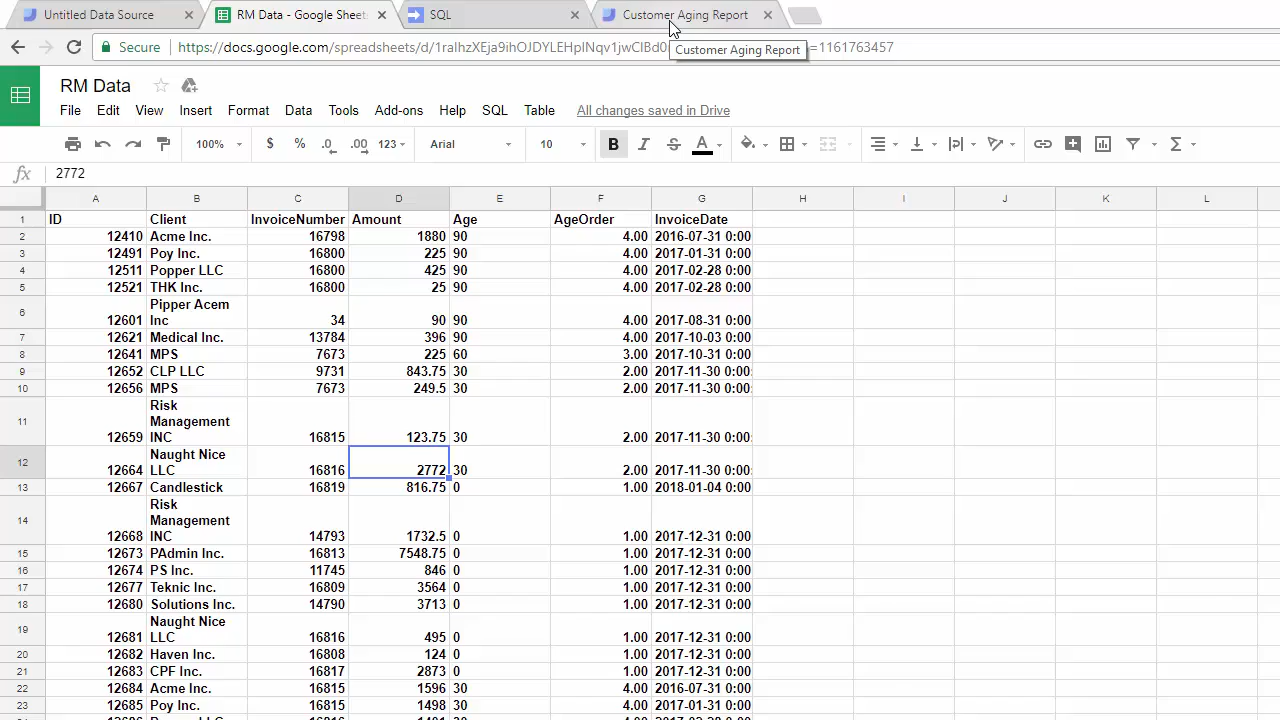 Untitled Data Source
RM Data - Google Sheet
SQL
Customer Aging Report
Secure
https://docs.google.com/spreadsheets/d/1ralhzXEja9ihOJDYLEHpINqv1jwCIBd0
=1161763457
Customer Aging Report
RM Data
File Edit View Insert Format Data Tools Add-ons Help SQL Table All changes saved in Drive
100% $ % .0 .00 123 Arial 10 B I S A
fx 2772
A B C D E F G H I J K L
1 ID Client InvoiceNumber Amount Age AgeOrder InvoiceDate
2 12410 Acme Inc. 16798 1880 90 4.00 2016-07-31 0:00
3 12491 Poy Inc. 16800 225 90 4.00 2017-01-31 0:00
4 12511 Popper LLC 16800 425 90 4.00 2017-02-28 0:00
5 12521 THK Inc. 16800 25 90 4.00 2017-02-28 0:00
Pipper Acem
6 12601 Inc 34 90 90 4.00 2017-08-31 0:00
7 12621 Medical Inc. 13784 396 90 4.00 2017-10-03 0:00
8 12641 MPS 7673 225 60 3.00 2017-10-31 0:00
9 12652 CLP LLC 9731 843.75 30 2.00 2017-11-30 0:00:
10 12656 MPS 7673 249.5 30 2.00 2017-11-30 0:00:
Risk
Management
11 12659 INC 16815 123.75 30 2.00 2017-11-30 0:00:
Naught Nice
12 12664 LLC 16816 2772 30 2.00 2017-11-30 0:00:
13 12667 Candlestick 16819 816.75 0 1.00 2018-01-04 0:00
Risk
Management
14 12668 INC 14793 1732.5 0 1.00 2017-12-31 0:00
15 12673 PAdmin Inc. 16813 7548.75 0 1.00 2017-12-31 0:00
16 12674 PS Inc. 11745 846 0 1.00 2017-12-31 0:00
17 12677 Teknic Inc. 16809 3564 0 1.00 2017-12-31 0:00
18 12680 Solutions Inc. 14790 3713 0 1.00 2017-12-31 0:00
Naught Nice
19 12681 LLC 16816 495 0 1.00 2017-12-31 0:00
20 12682 Haven Inc. 16808 124 0 1.00 2017-12-31 0:00
21 12683 CPF Inc. 16817 2873 0 1.00 2017-12-31 0:00
22 12684 Acme Inc. 16815 1596 30 4.00 2016-07-31 0:00
23 12685 Poy Inc. 16815 1498 30 4.00 2017-01-31 0:00